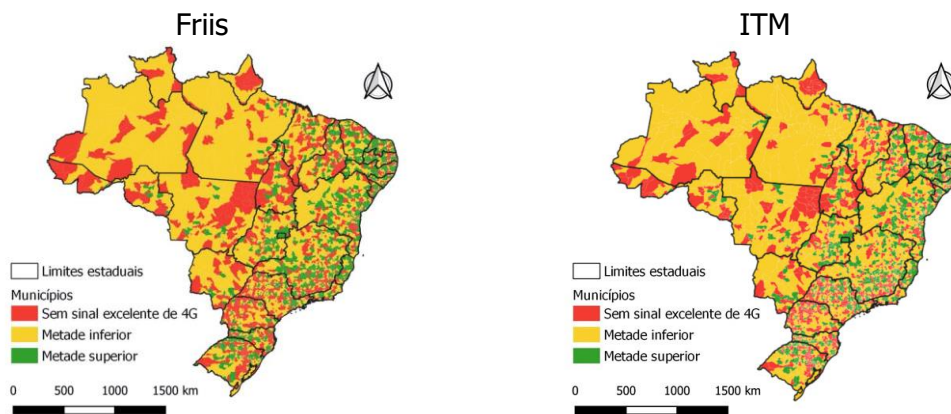 Friis
Limites estaduais
Municípios
Sem sinal excelente de 4G
Metade inferior
Metade superior
0 500 1000 1500 km
ITM
Limites estaduais
Municípios
Sem sinal excelente de 4G
Metade inferior
Metade superior
0 500 1000 1500 km